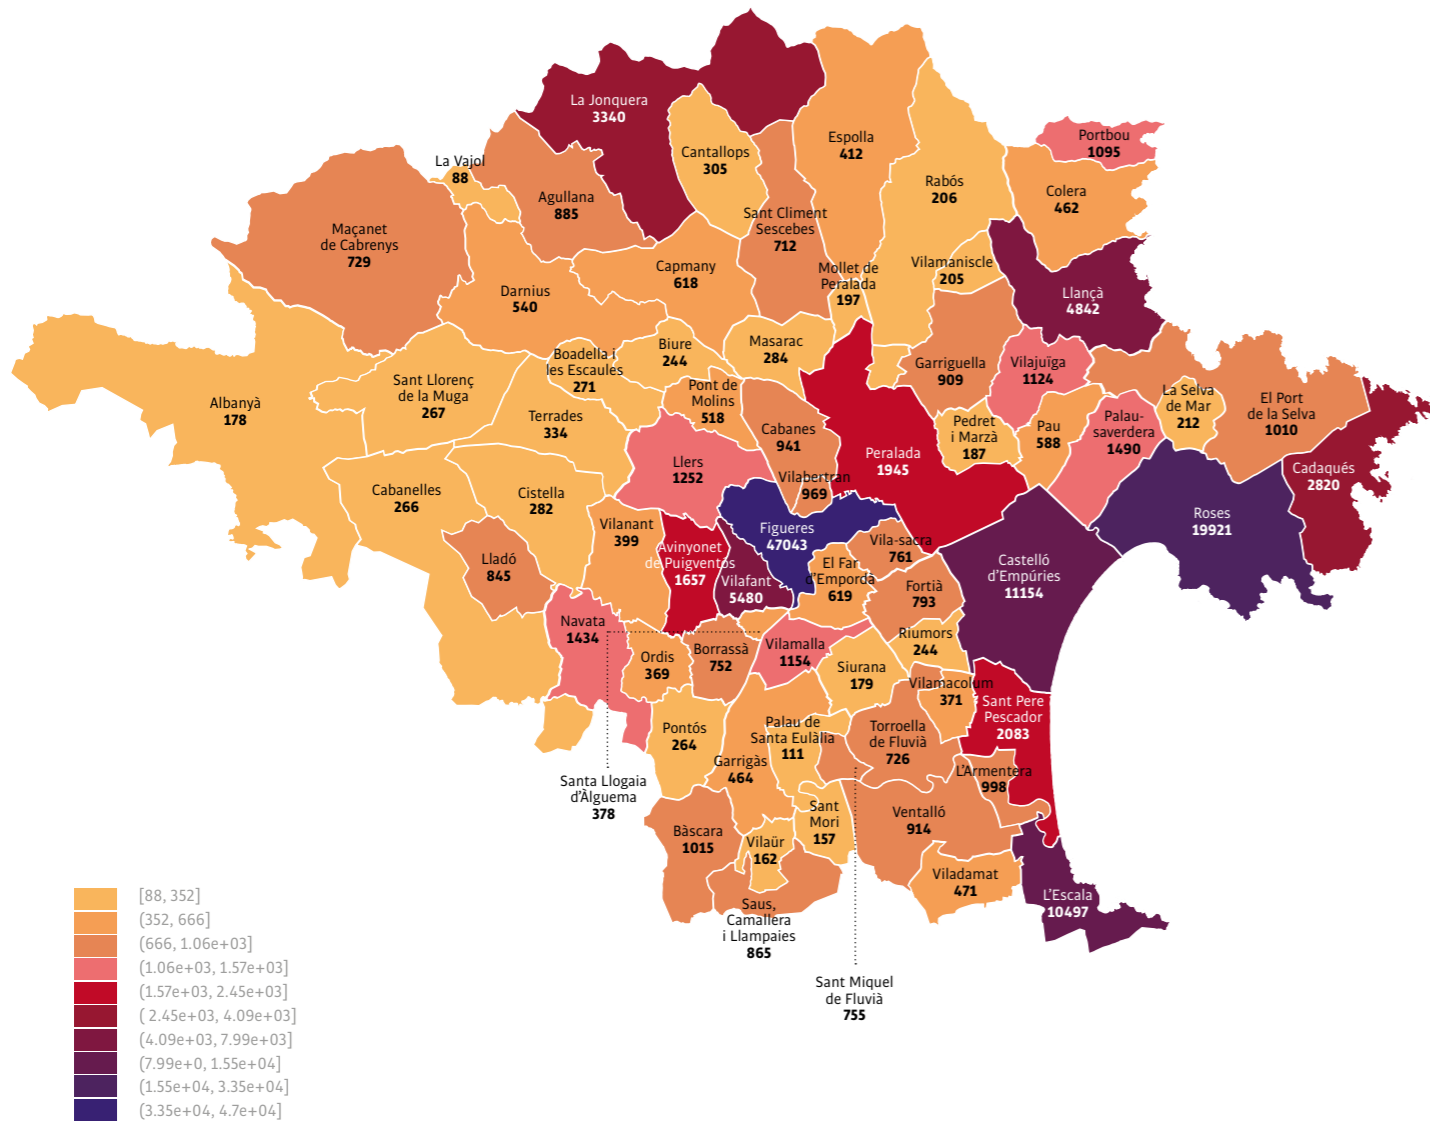 La Jonquera
3340
Cantallops
305
Espolla
412
Portbou
1095
La Vajol
88
Agullana
885
Rabós
206
Colera
462
Maçanet
de Cabrenys
729
Sant Climent
Sescebes
712
Capmany
618
Mollet de
Peralada
197
Vilamaniscle
205
Llançà
4842
Darnius
540
Biure
244
Masarac
284
Boadella i
les Escaules
271
Garriguella
909
Vilajuïga
1124
Sant Llorenç
de la Muga
267
Albanyà
178
Terrades
334
Pont de
Molins
518
Cabanes
941
Pedret
i Marzà
187
Pau
588
Palau-
saverdera
1490
La Selva
de Mar
212
El Port
de la Selva
1010
Peralada
1945
Llers
1252
Vilabertran
969
Cadaqués
2820
Cabanelles
266
Cistella
282
Roses
19921
Vilanant
399
Figueres
47043
Avinyonet
de Puigventós
1657
Vilafant
5480
Vila-sacra
761
El Far
d'Empordà
619
Castelló
d'Empúries
11154
Lladó
845
Fortià
793
Navata
1434
Riumors
244
Ordis
369
Borrassà
752
Vilamalla
1154
Siurana
179
Vilamacolum
371
Sant Pere
Pescador
2083
Pontós
264
Palau de
Santa Eulàlia
111
Torroella
de Fluvià
726
Garrigàs
464
L'Armentera
998
Santa Llogaia
d'Àlguema
378
Sant
Mori
157
Ventalló
914
Bàscara
1015
Vilaür
162
Viladamat
471
L'Escala
10497
Saus,
Camallera
i Llampaies
865
Sant Miquel
de Fluvià
755
[88, 352]
(352, 666]
(666, 1.06e+03]
(1.06e+03, 1.57e+03]
(1.57e+03, 2.45e+03]
( 2.45e+03, 4.09e+03]
(4.09e+03, 7.99e+03]
(7.99e+0, 1.55e+04]
(1.55e+04, 3.35e+04]
(3.35e+04, 4.7e+04]